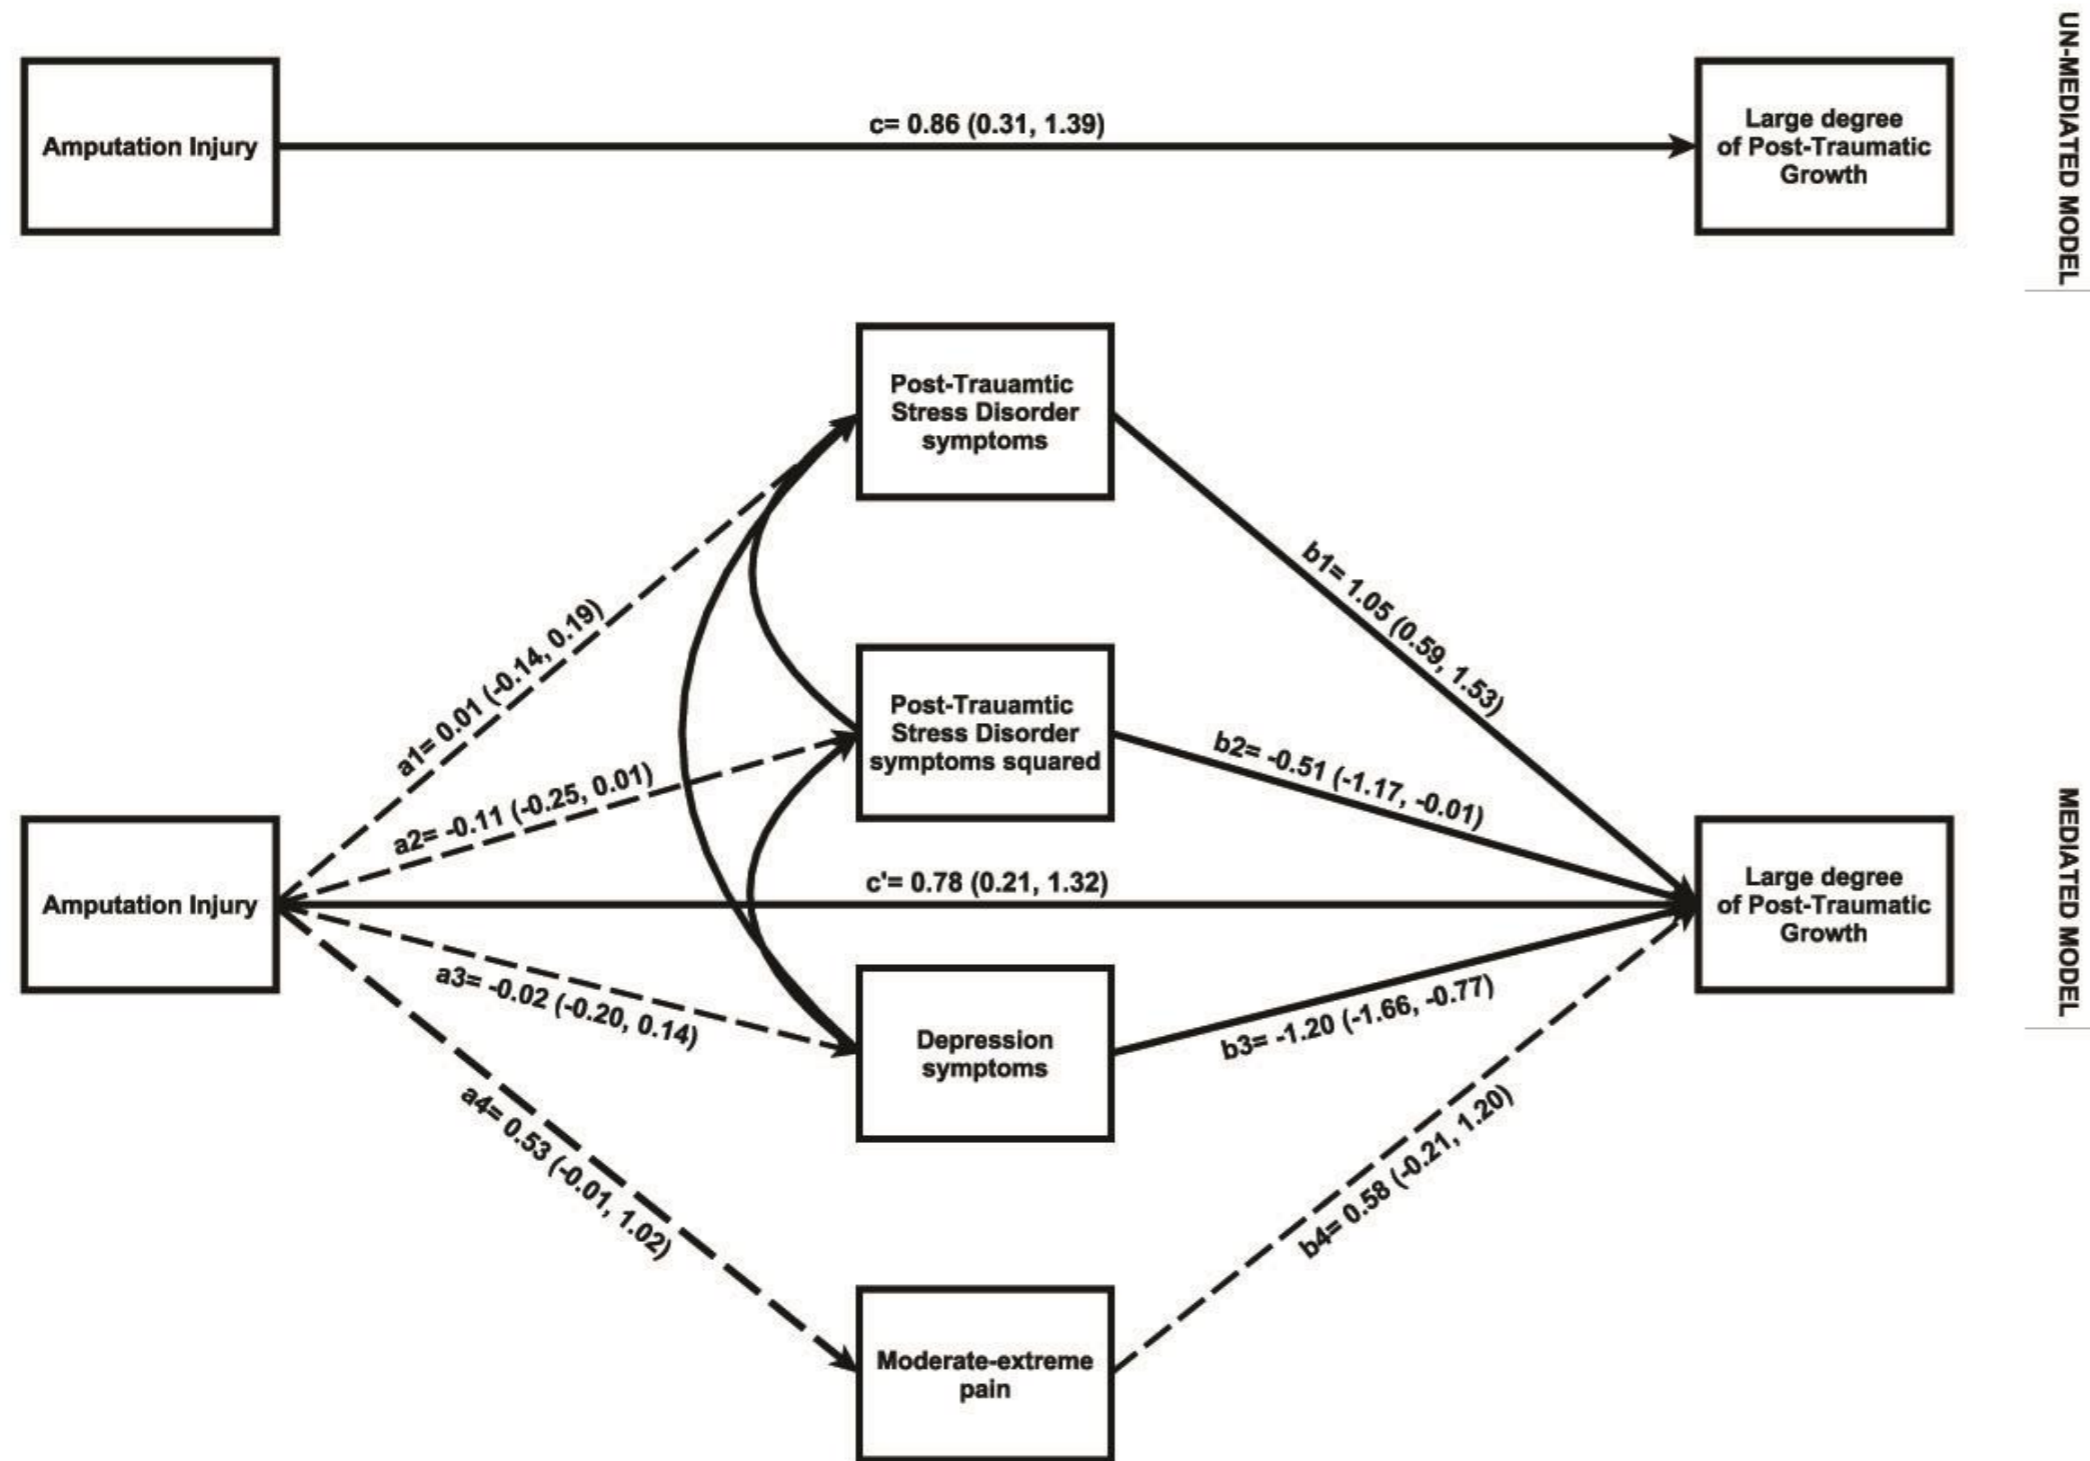 UN-MEDIATED MODEL
Amputation Injury
c= 0.86 (0.31, 1.39)
Large degree
of Post-Traumatic
Growth
MEDIATED MODEL
Post-Trauamtic
Stress Disorder
symptoms
a1= 0.01 (-0.14, 0.19)
b1= 1.05 (0.59, 1.53)
Post-Trauamtic
Stress Disorder
symptoms squared
a2= -0.11 (-0.25, 0.01)
b2= -0.51 (-1.17, -0.01)
Amputation Injury
c'= 0.78 (0.21, 1.32)
Large degree
of Post-Traumatic
Growth
a3= -0.02 (-0.20, 0.14)
Depression
symptoms
b3= -1.20 (-1.66, -0.77)
a4= 0.53 (-0.01, 1.02)
b4= 0.58 (-0.21, 1.20)
Moderate-extreme
pain